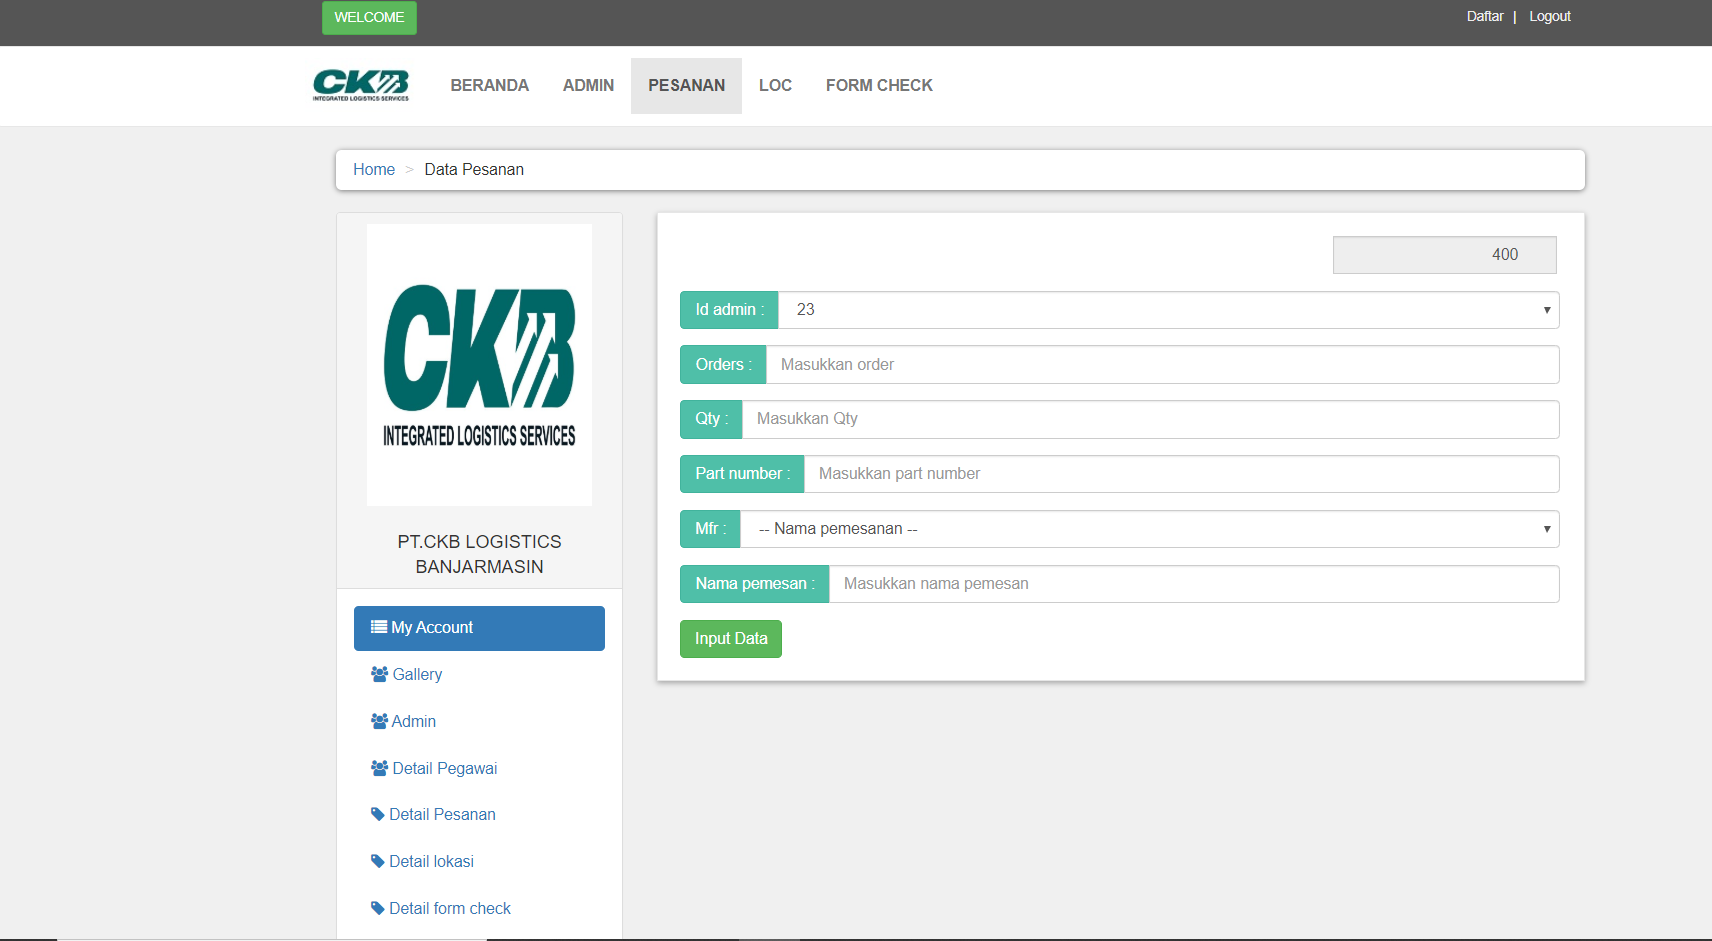 WELCOME
Daftar | Logout
CKB
INTEGRATED LOGISTICS SERVICES
BERANDA ADMIN PESANAN LOC FORM CHECK
Home > Data Pesanan
CKB
INTEGRATED LOGISTICS SERVICES
PT.CKB LOGISTICS
BANJARMASIN
My Account
Gallery
Admin
Detail Pegawai
Detail Pesanan
Detail lokasi
Detail form check
400
Id admin : 23
Orders : Masukkan order
Qty : Masukkan Qty
Part number : Masukkan part number
Mfr : -- Nama pemesanan --
Nama pemesan : Masukkan nama pemesan
Input Data